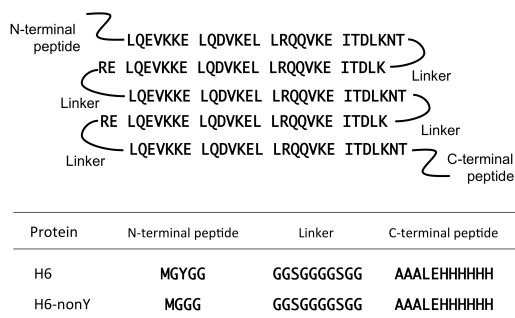 N-terminal
peptide
LQEVKKE LQDVKEL LRQQVKE ITDLKNT
RE LQEVKKE LQDVKEL LRQQVKE ITDLK
Linker
Linker
LQEVKKE LQDVKEL LRQQVKE ITDLKNT
RE LQEVKKE LQDVKEL LRQQVKE ITDLK
Linker
Linker
LQEVKKE LQDVKEL LRQQVKE ITDLKNT
C-terminal
peptide
Protein N-terminal peptide Linker C-terminal peptide
H6 MGYGG GGSGGGGSGG AAALEHHHHHH
H6-nonY MGGG GGSGGGGSGG AAALEHHHHHH